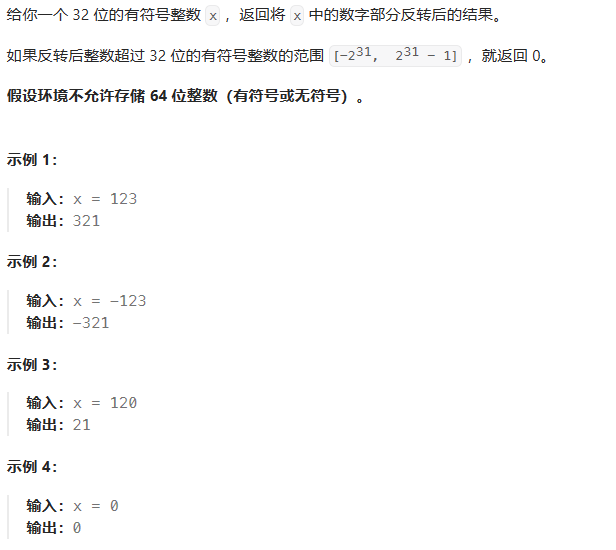 给你一个 32 位的有符号整数 x ，返回将 x 中的数字部分反转后的结果。
如果反转后整数超过 32 位的有符号整数的范围 [−2³¹,  2³¹ − 1] ，就返回 0。
假设环境不允许存储 64 位整数（有符号或无符号）。
示例 1：
输入：x = 123
输出：321
示例 2：
输入：x = −123
输出：−321
示例 3：
输入：x = 120
输出：21
示例 4：
输入：x = 0
输出：0